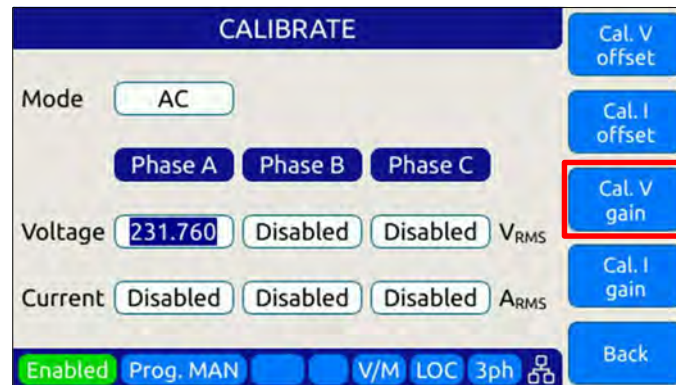 CALIBRATE
Mode AC
Phase A Phase B Phase C
Voltage 231.760 Disabled Disabled VRMS
Current Disabled Disabled Disabled ARMS
Enabled Prog. MAN V/M LOC 3ph
Cal. V
offset
Cal. I
offset
Cal. V
gain
Cal. I
gain
Back